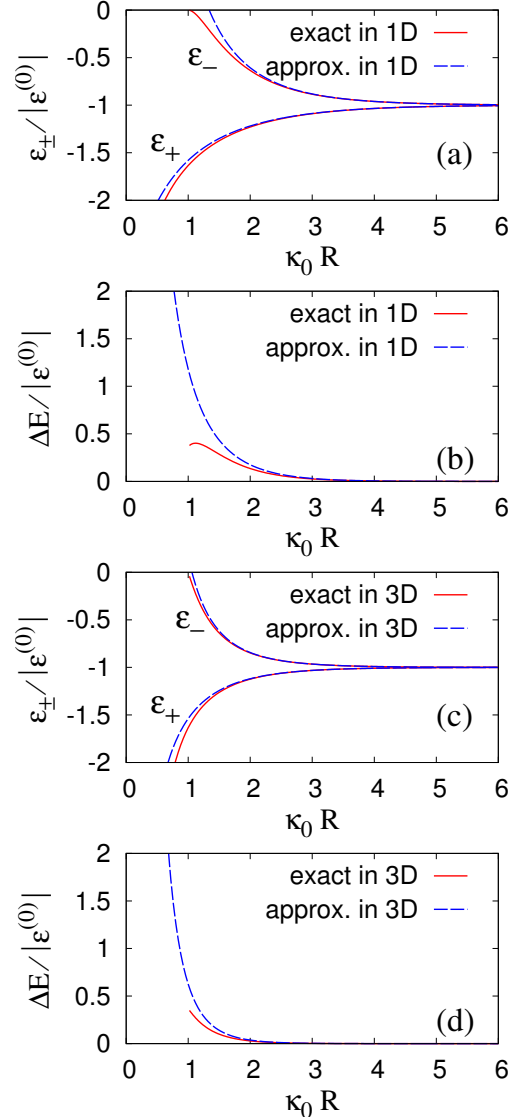 0
-0.5
-1
-1.5
-2
ε± / |ε(0)|
exact in 1D
approx. in 1D
ε−
ε+
(a)
0 1 2 3 4 5 6
κ0 R
2
1.5
1
0.5
0
ΔE / |ε(0)|
exact in 1D
approx. in 1D
(b)
0 1 2 3 4 5 6
κ0 R
0
-0.5
-1
-1.5
-2
ε± / |ε(0)|
exact in 3D
approx. in 3D
ε−
ε+
(c)
0 1 2 3 4 5 6
κ0 R
2
1.5
1
0.5
0
ΔE / |ε(0)|
exact in 3D
approx. in 3D
(d)
0 1 2 3 4 5 6
κ0 R